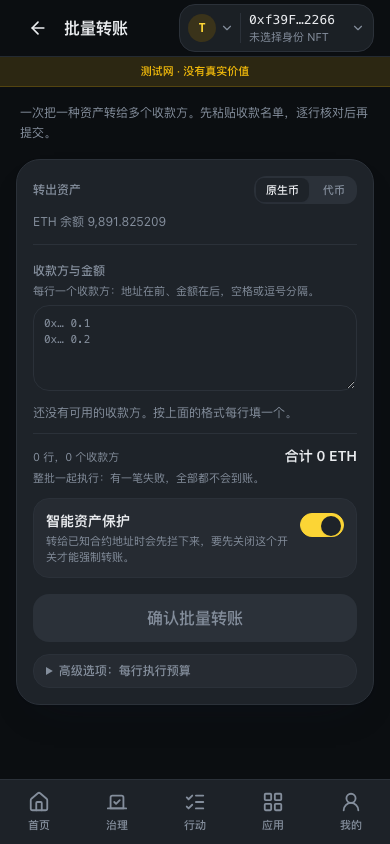 批量转账
T
0xf39F…2266
未选择身份 NFT
测试网 · 没有真实价值
一次把一种资产转给多个收款方。先粘贴收款名单，逐行核对后再
提交。
转出资产
原生币
代币
ETH 余额 9,891.825209
收款方与金额
每行一个收款方：地址在前、金额在后，空格或逗号分隔。
0x… 0.1
0x… 0.2
还没有可用的收款方。按上面的格式每行填一个。
0 行，0 个收款方
合计 0 ETH
整批一起执行：有一笔失败，全部都不会到账。
智能资产保护
转给已知合约地址时会先拦下来，要先关闭这个开
关才能强制转账。
确认批量转账
高级选项：每行执行预算
首页
治理
行动
应用
我的